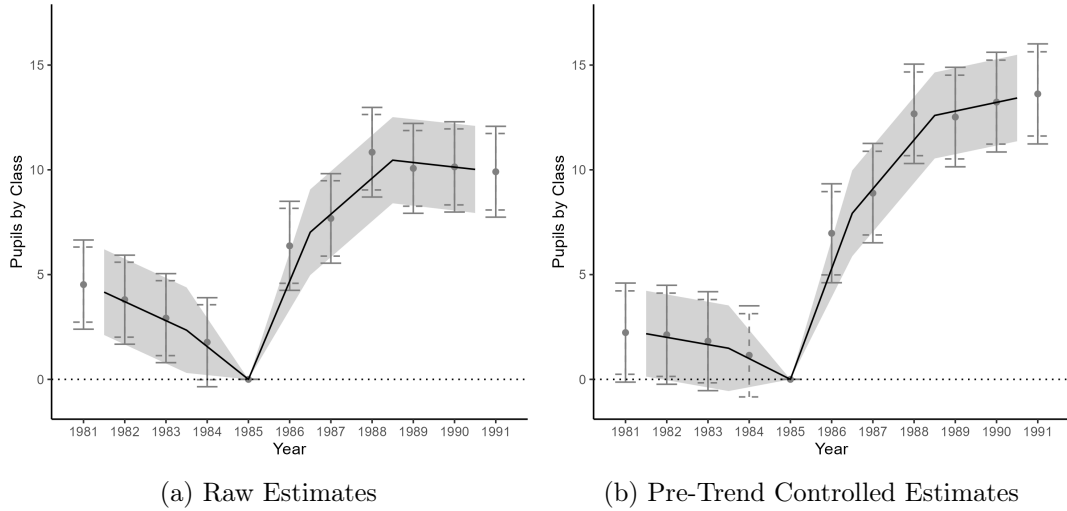 15
10
5
0
Pupils by Class
1981 1982 1983 1984 1985 1986 1987 1988 1989 1990 1991
Year
(a) Raw Estimates
15
10
5
0
Pupils by Class
1981 1982 1983 1984 1985 1986 1987 1988 1989 1990 1991
Year
(b) Pre-Trend Controlled Estimates